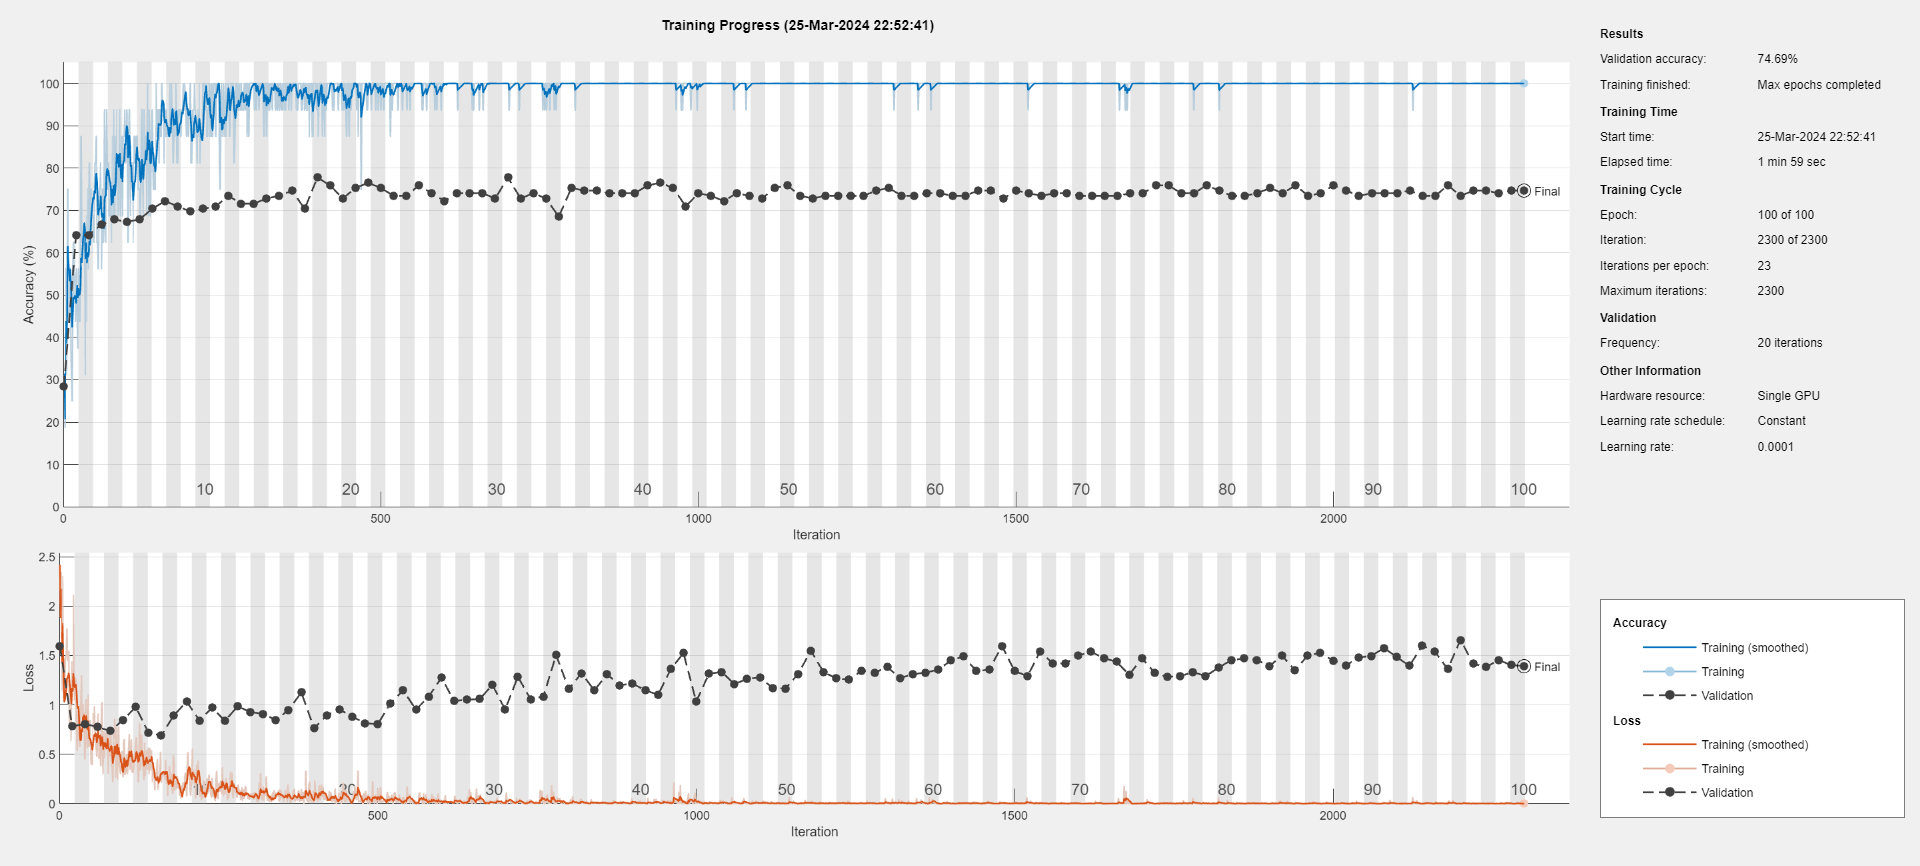 Training Progress (25-Mar-2024 22:52:41)
100
90
80
70
60
50
40
30
20
10
0
Accuracy (%)
Final
10 20 30 40 50 60 70 80 90 100
0 500 1000 1500 2000
Iteration
2.5
2
1.5
1
0.5
0
Loss
Final
20 30 40 50 60 70 80 90 100
0 500 1000 1500 2000
Iteration
Results
Validation accuracy: 74.69%
Training finished: Max epochs completed
Training Time
Start time: 25-Mar-2024 22:52:41
Elapsed time: 1 min 59 sec
Training Cycle
Epoch: 100 of 100
Iteration: 2300 of 2300
Iterations per epoch: 23
Maximum iterations: 2300
Validation
Frequency: 20 iterations
Other Information
Hardware resource: Single GPU
Learning rate schedule: Constant
Learning rate: 0.0001
Accuracy
Training (smoothed)
Training
Validation
Loss
Training (smoothed)
Training
Validation